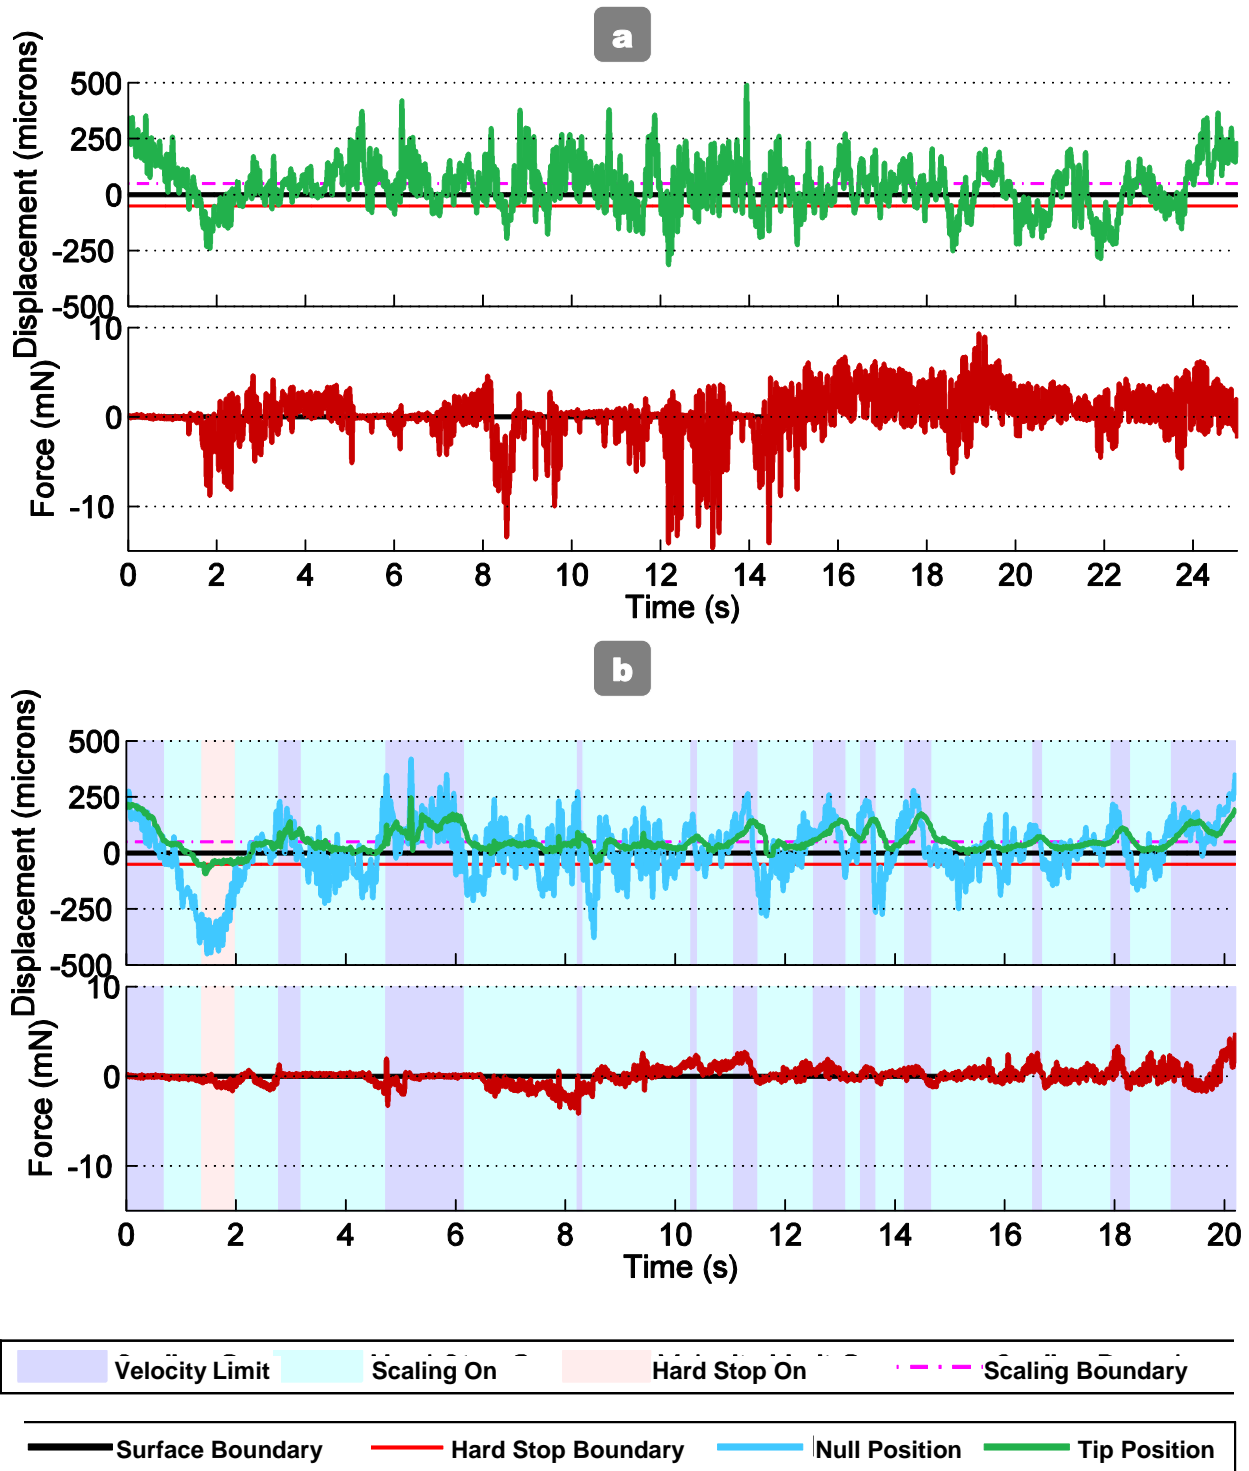 a
Displacement (microns)
500
250
0
-250
-500
Force (mN)
10
0
-10
0 2 4 6 8 10 12 14 16 18 20 22 24
Time (s)
b
Displacement (microns)
500
250
0
-250
-500
Force (mN)
10
0
-10
0 2 4 6 8 10 12 14 16 18 20
Time (s)
Velocity Limit Scaling On Hard Stop On Scaling Boundary
Surface Boundary Hard Stop Boundary Null Position Tip Position